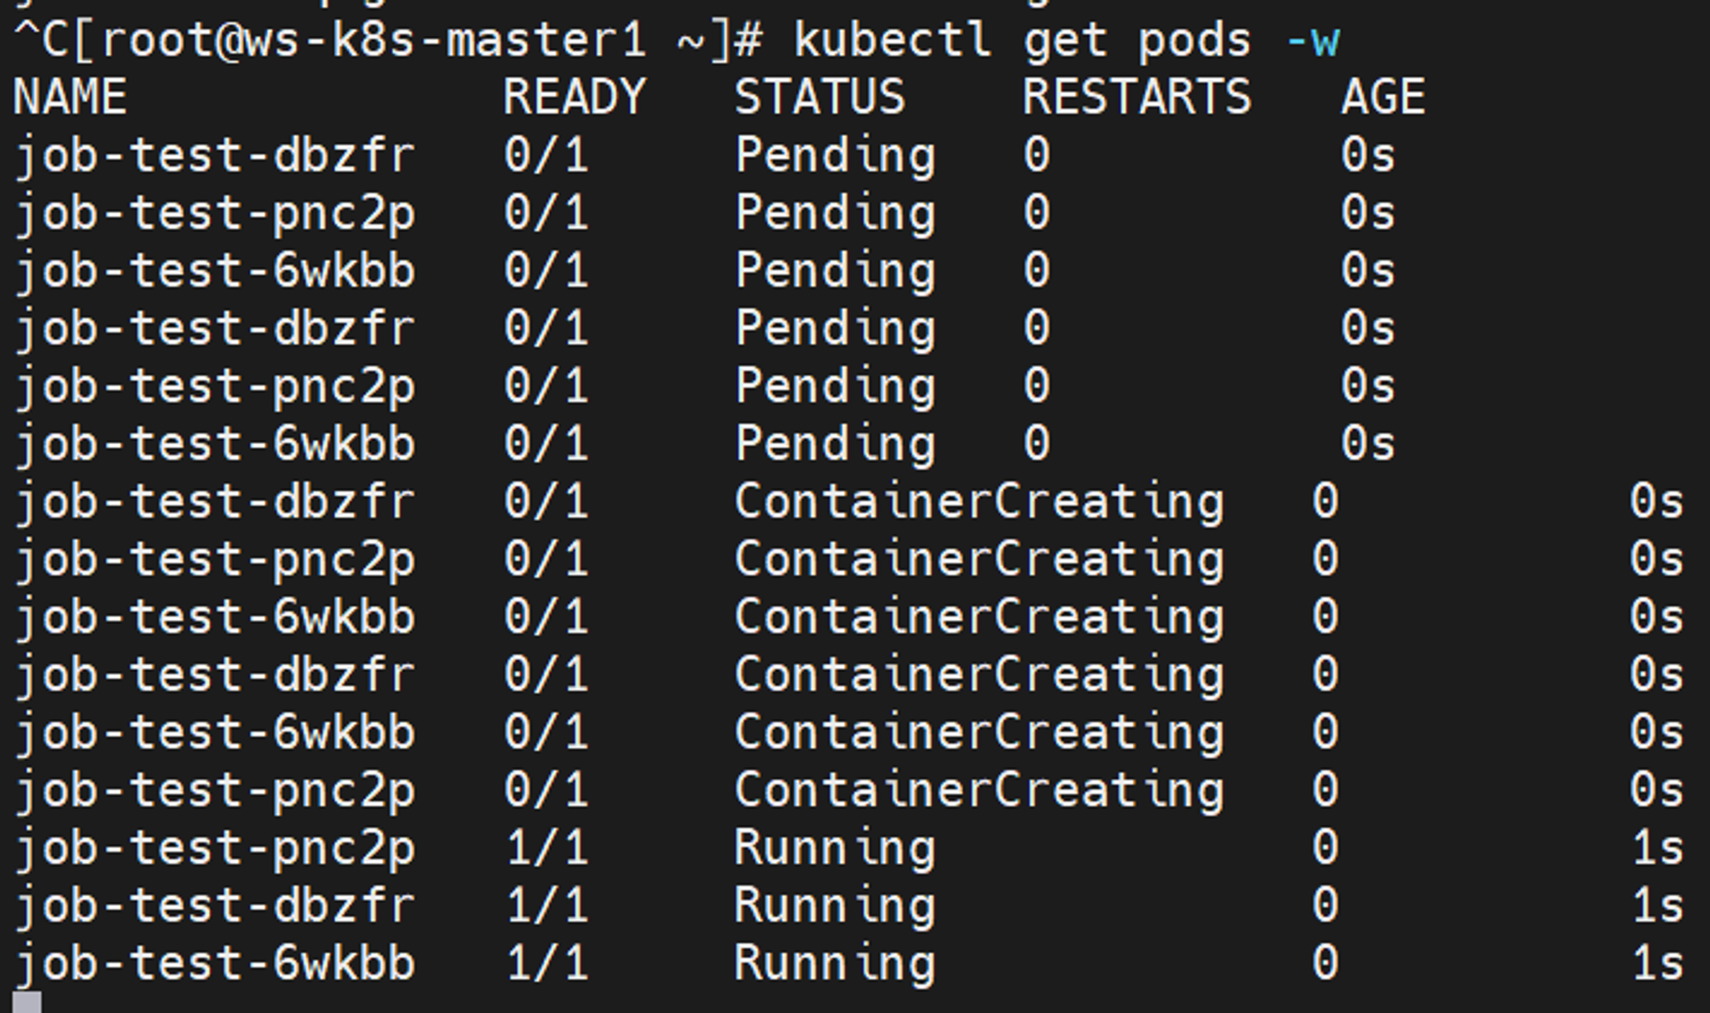 ^C[root@ws-k8s-master1 ~]# kubectl get pods -w
NAME READY STATUS RESTARTS AGE
job-test-dbzfr 0/1 Pending 0 0s
job-test-pnc2p 0/1 Pending 0 0s
job-test-6wkbb 0/1 Pending 0 0s
job-test-dbzfr 0/1 Pending 0 0s
job-test-pnc2p 0/1 Pending 0 0s
job-test-6wkbb 0/1 Pending 0 0s
job-test-dbzfr 0/1 ContainerCreating 0 0s
job-test-pnc2p 0/1 ContainerCreating 0 0s
job-test-6wkbb 0/1 ContainerCreating 0 0s
job-test-dbzfr 0/1 ContainerCreating 0 0s
job-test-6wkbb 0/1 ContainerCreating 0 0s
job-test-pnc2p 0/1 ContainerCreating 0 0s
job-test-pnc2p 1/1 Running 0 1s
job-test-dbzfr 1/1 Running 0 1s
job-test-6wkbb 1/1 Running 0 1s